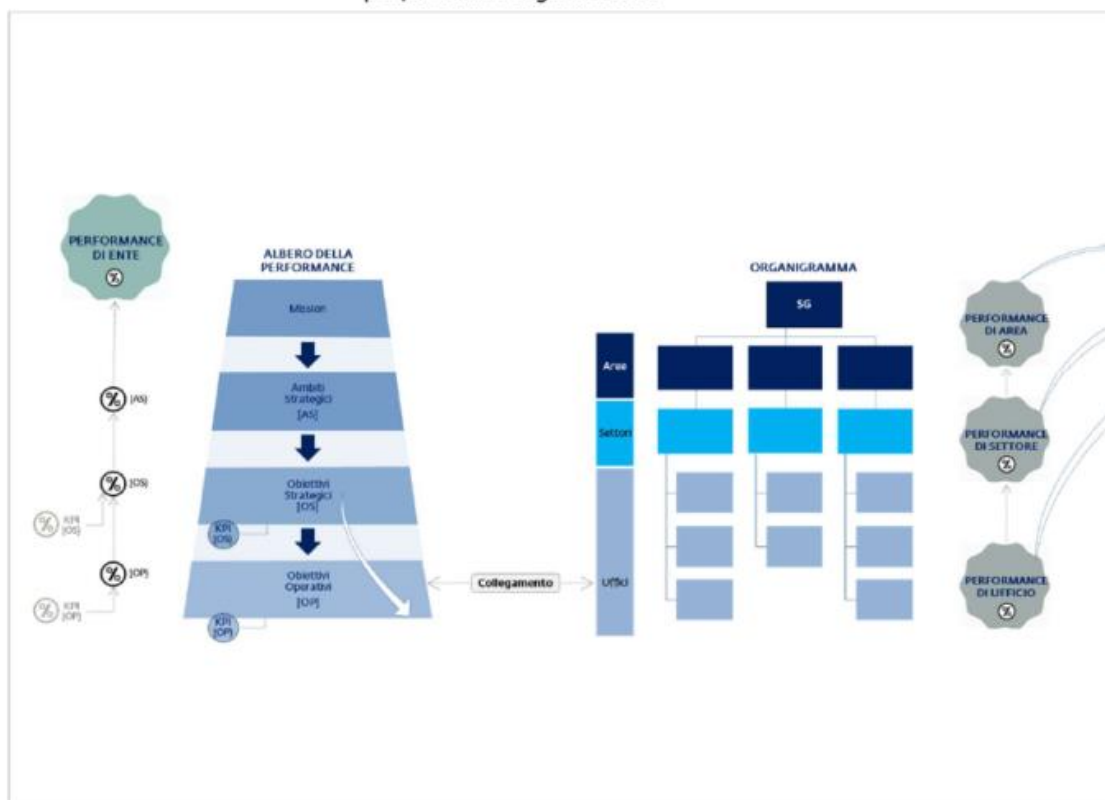 PERFORMANCE
DI ENTE
%
ALBERO DELLA
PERFORMANCE
Mission
Ambiti
Strategici
[AS]
Obiettivi
Strategici
[OS]
KPI
[OS]
Obiettivi
Operativi
[OP]
KPI
[OP]
% [AS]
% [OS]
% KPI
[OS]
% [OP]
% KPI
[OP]
Collegamento
ORGANIGRAMMA
SG
Aree
Settori
Uffici
PERFORMANCE
DI AREA
%
PERFORMANCE
DI SETTORE
%
PERFORMANCE
DI UFFICIO
%